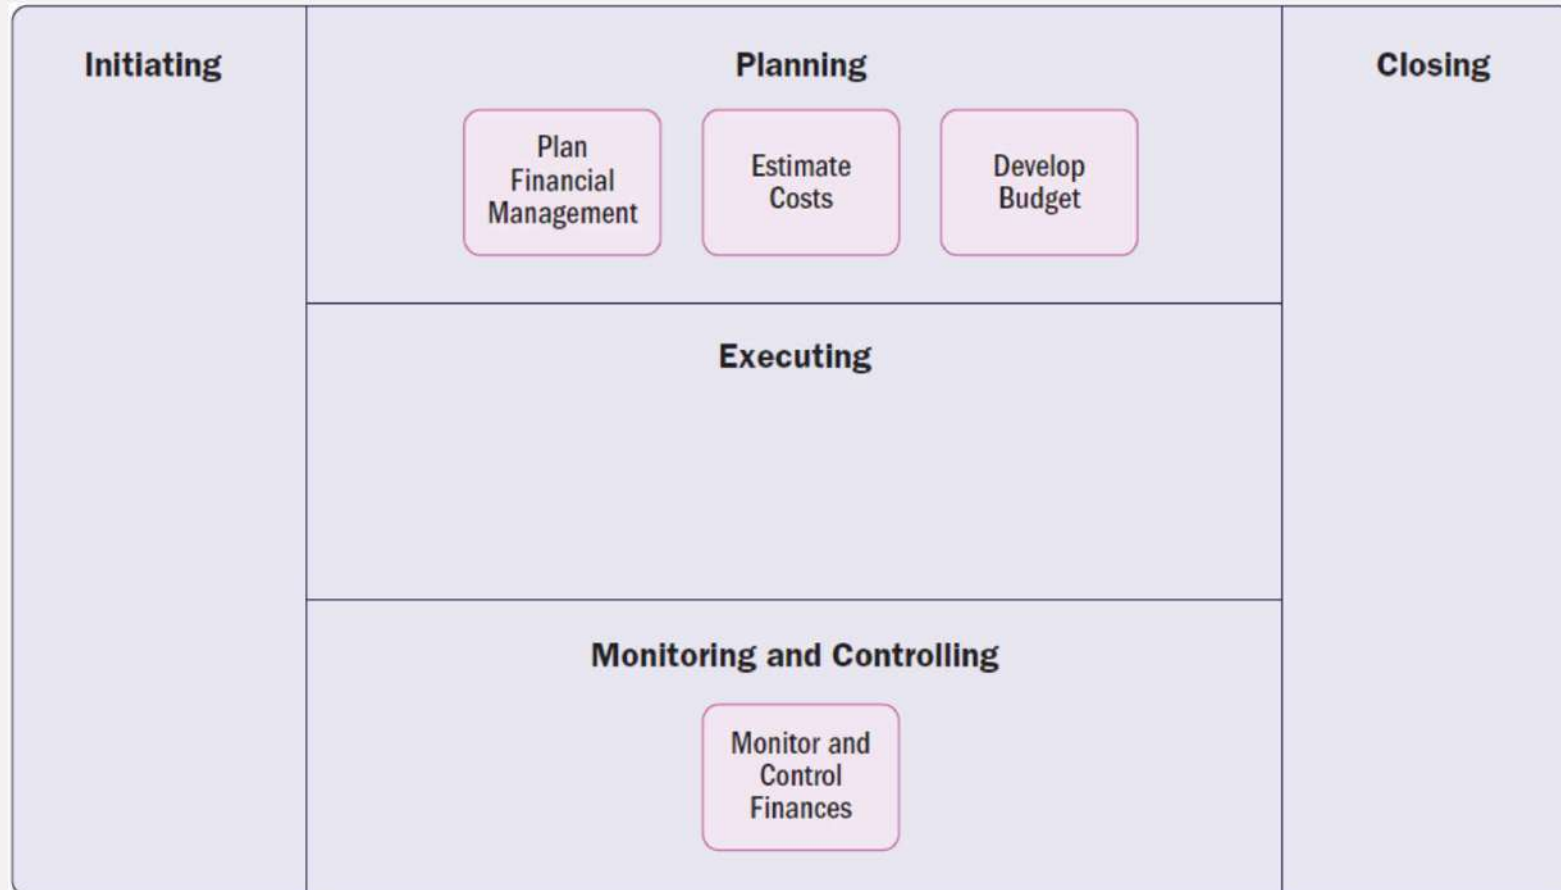 Initiating
Planning
Closing
Plan
Financial
Management
Estimate
Costs
Develop
Budget
Executing
Monitoring and Controlling
Monitor and
Control
Finances